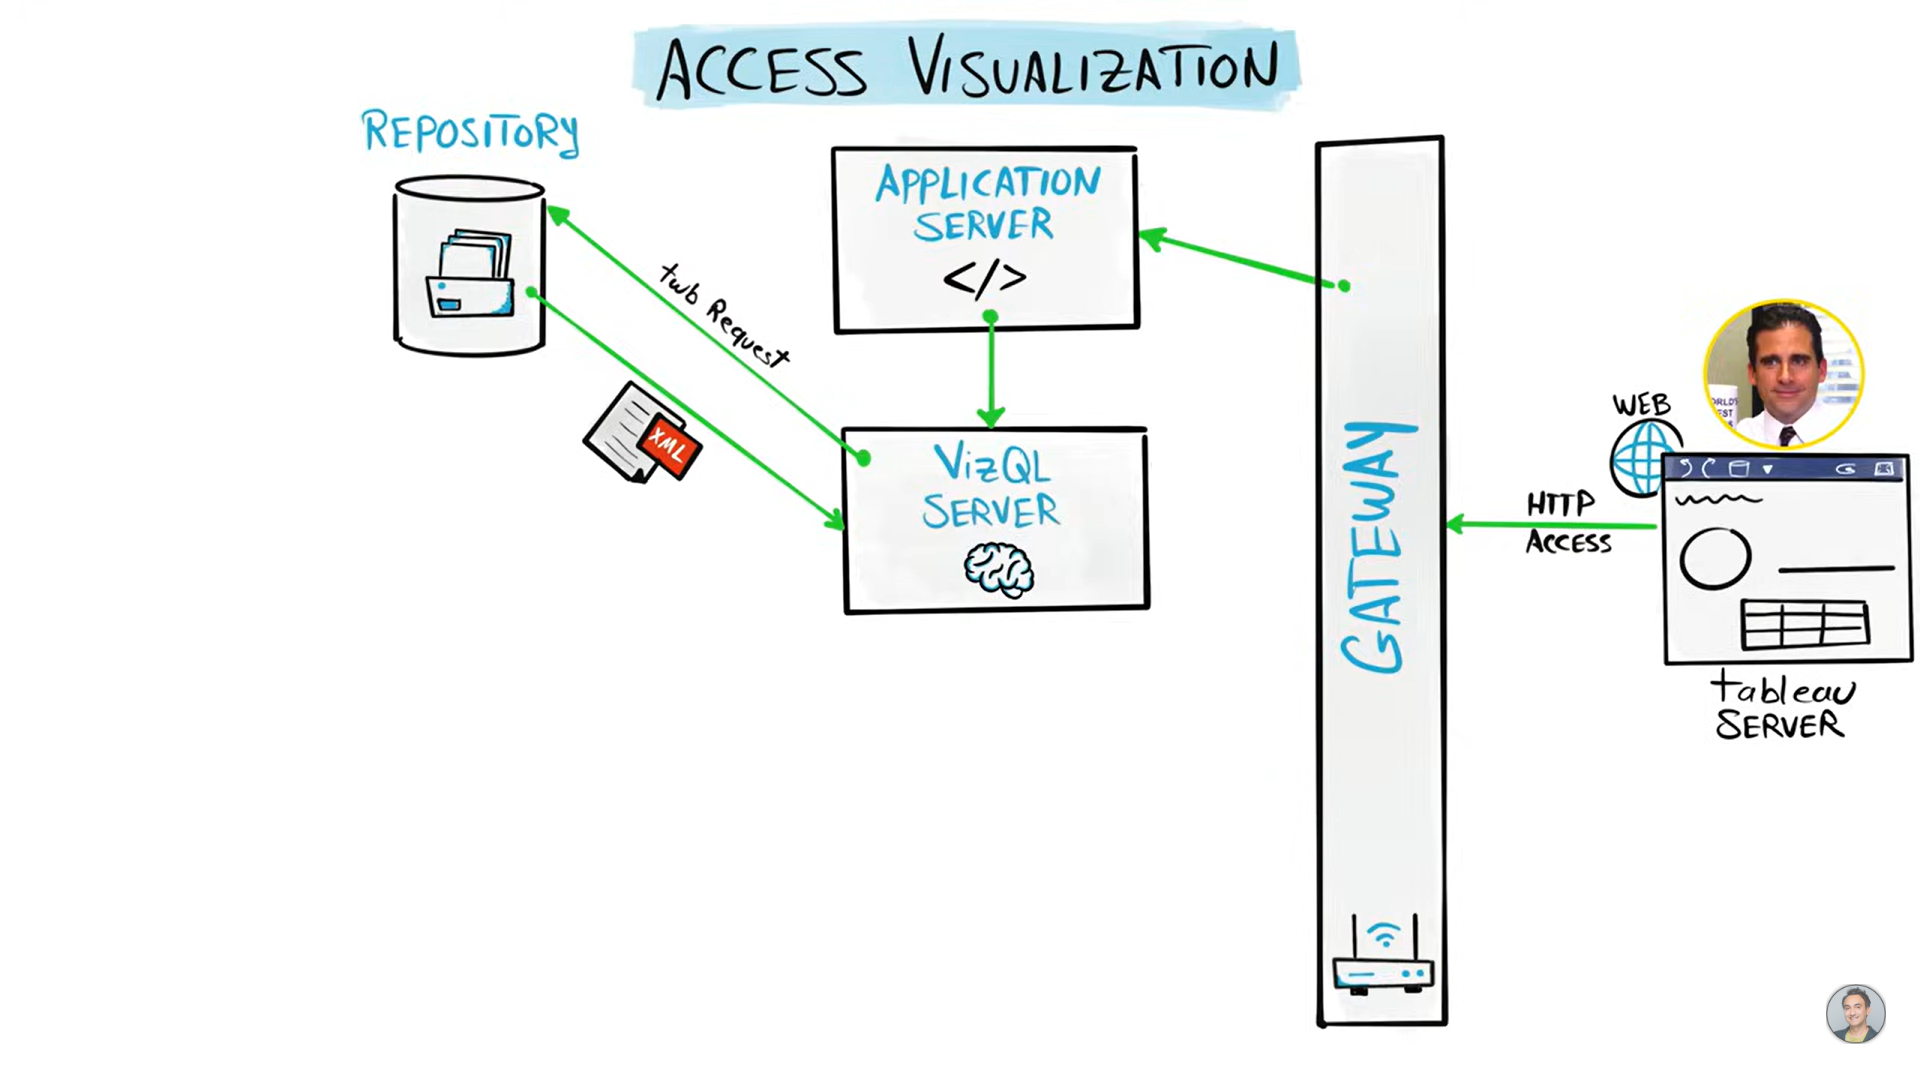 ACCESS VISUALIZATION
REPOSITORY
APPLICATION
SERVER
</>
twb Request
XML
VizQL
SERVER
GATEWAY
WEB
HTTP
ACCESS
tableau
SERVER